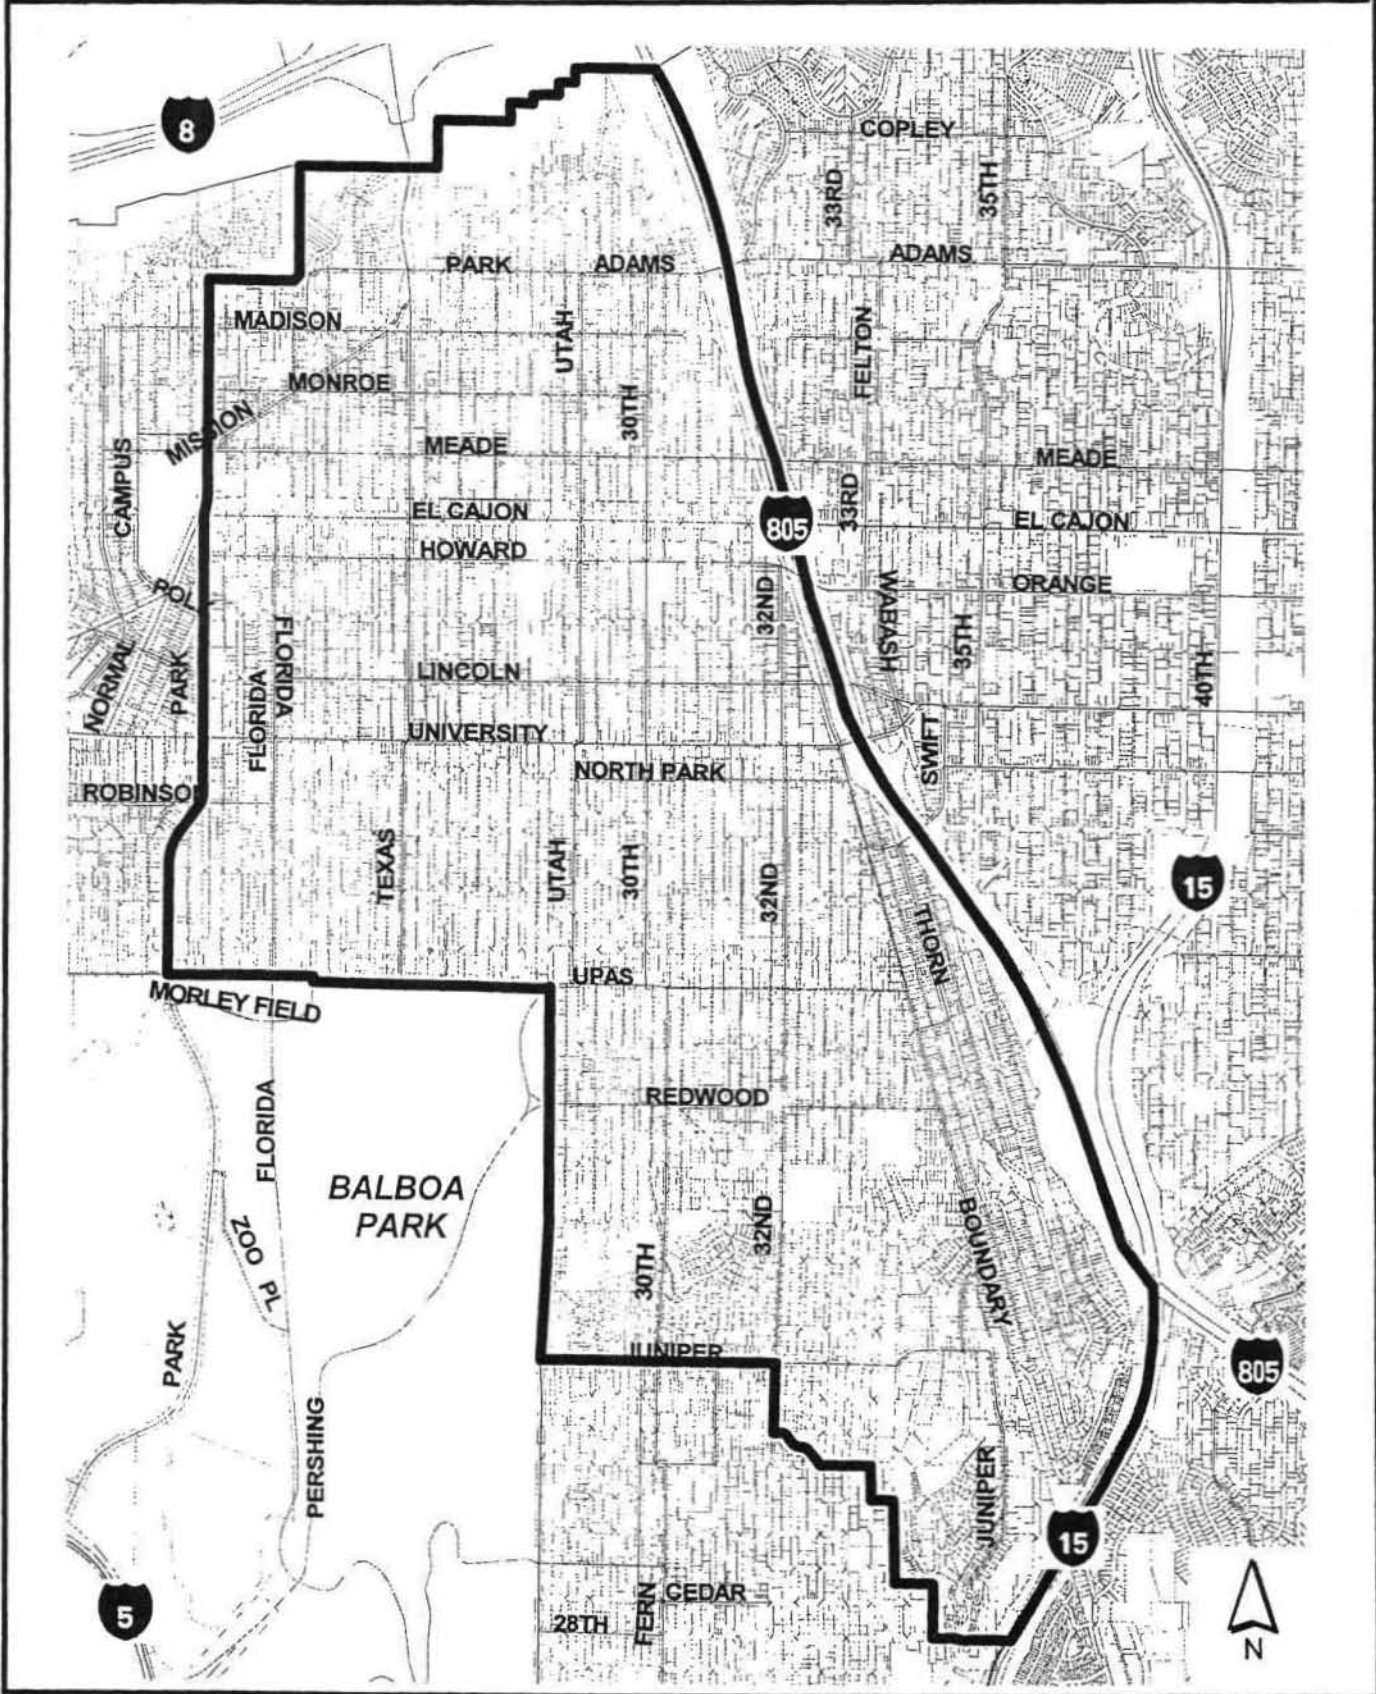 8
COPLEY
33RD
35TH
PARK
ADAMS
ADAMS
MADISON
UTAH
FELTON
MONROE
30TH
MISSION
MEADE
MEADE
CAMPUS
33RD
EL CAJON
805
EL CAJON
HOWARD
ORANGE
POLK
32ND
WABASH
35TH
FLORIDA
NORMAL
PARK
LINCOLN
40TH
FLORIDA
UNIVERSITY
SWIFT
NORTH PARK
ROBINSON
TEXAS
UTAH
30TH
32ND
15
THORN
UPAS
MORLEY FIELD
REDWOOD
FLORIDA
BALBOA
PARK
ZOO PL
32ND
30TH
BOUNDARY
PARK
JUNIPER
805
PERSHING
JUNIPER
15
5
CEDAR
FERN
28TH
N